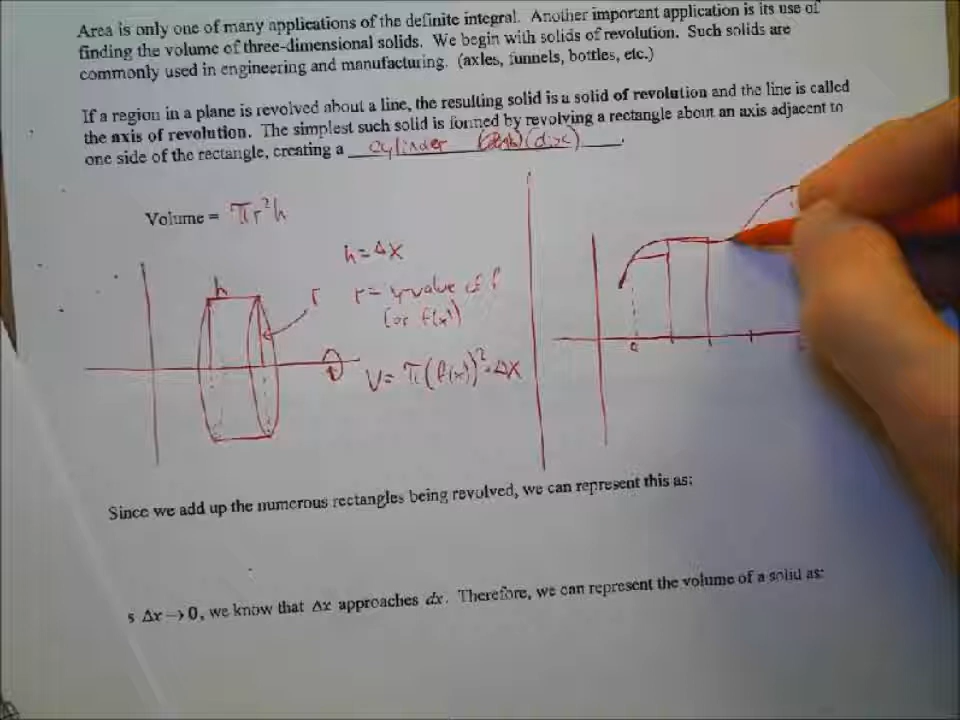 Area is only one of many applications of the definite integral. Another important application is its use of
finding the volume of three-dimensional solids. We begin with solids of revolution. Such solids are
commonly used in engineering and manufacturing. (axles, funnels, bottles, etc.)
If a region in a plane is revolved about a line, the resulting solid is a solid of revolution and the line is called
the axis of revolution. The simplest such solid is formed by revolving a rectangle about an axis adjacent to
one side of the rectangle, creating a cylinder (disc).
Volume = πr²h
h = Δx
h
r
r = y-value of f
(or f(x))
V = π(f(x))²·Δx
Since we add up the numerous rectangles being revolved, we can represent this as:
s Δx → 0, we know that Δx approaches dx. Therefore, we can represent the volume of a solid as: